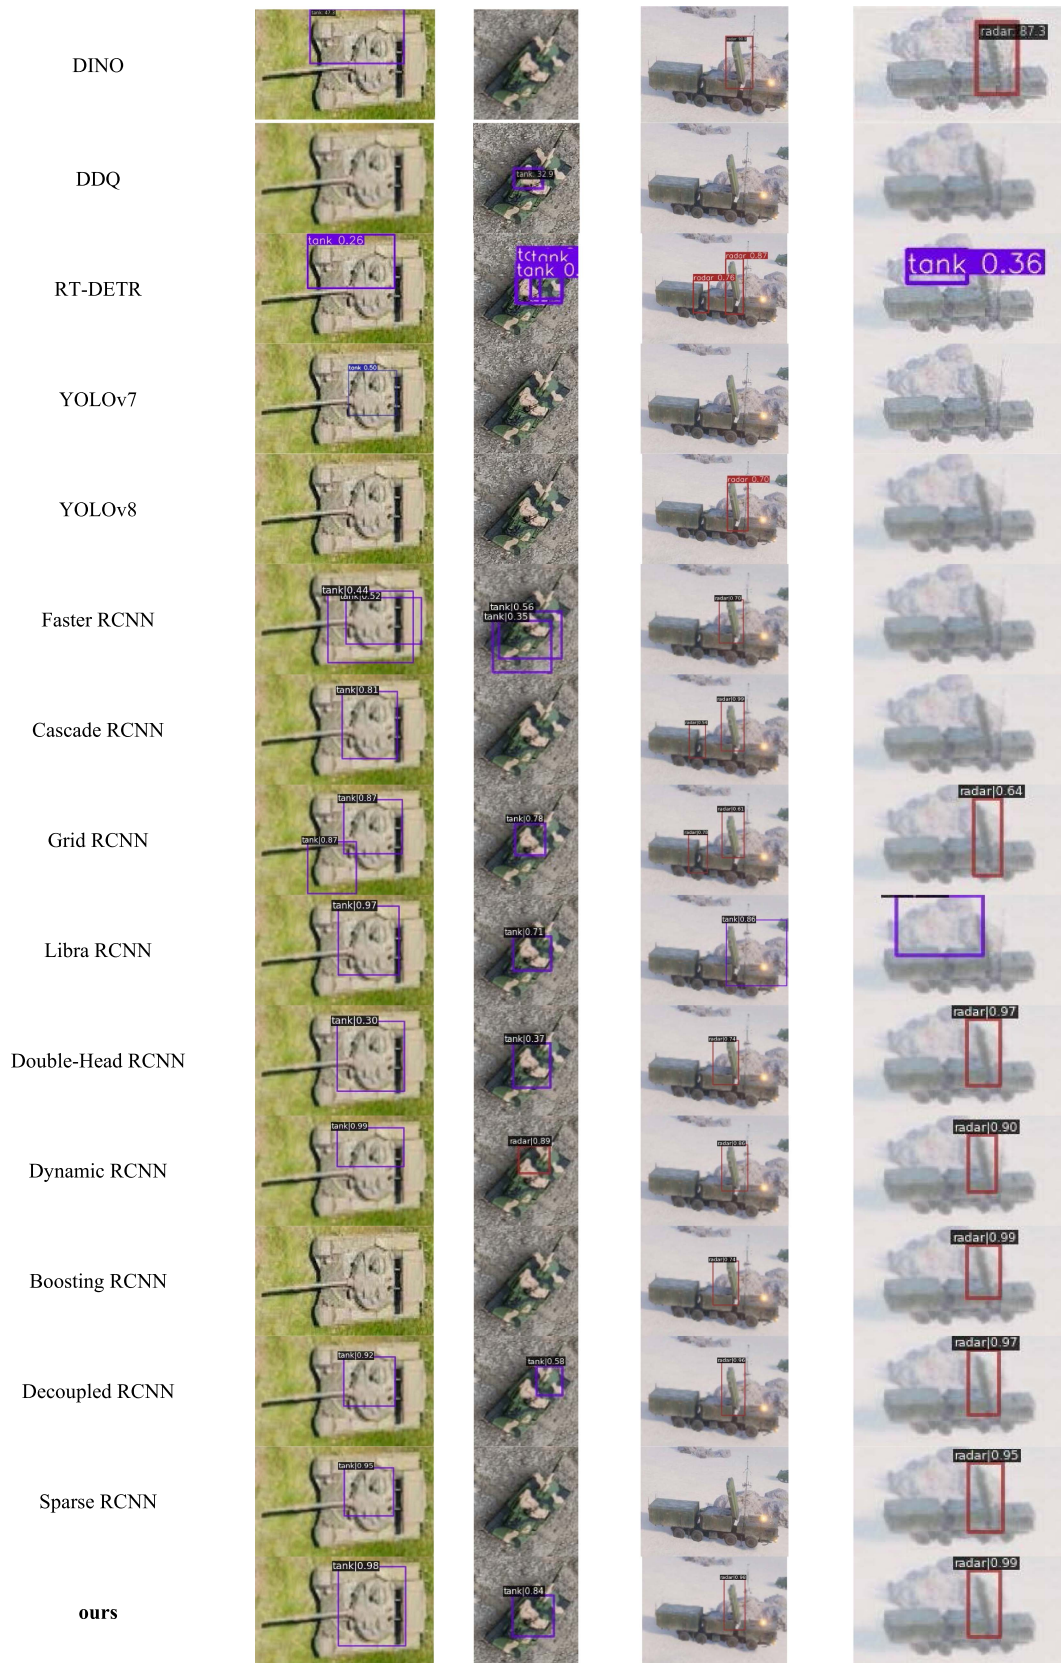 DINO
radar: 87.3
DDQ
tank: 32.9
RT-DETR
tank 0.26
tank 0.
radar 0.87
radar 0.76
tank 0.36
YOLOv7
tank 0.50
YOLOv8
radar 0.70
Faster RCNN
tank|0.44
tank|0.56
tank|0.35
Cascade RCNN
tank|0.81
Grid RCNN
tank|0.87
tank|0.87
tank|0.78
radar|0.64
Libra RCNN
tank|0.97
tank|0.71
tank|0.86
Double-Head RCNN
tank|0.30
tank|0.37
radar|0.97
Dynamic RCNN
tank|0.99
radar|0.89
radar|0.90
Boosting RCNN
radar|0.99
Decoupled RCNN
tank|0.92
tank|0.58
radar|0.97
Sparse RCNN
tank|0.95
radar|0.95
ours
tank|0.98
tank|0.84
radar|0.99